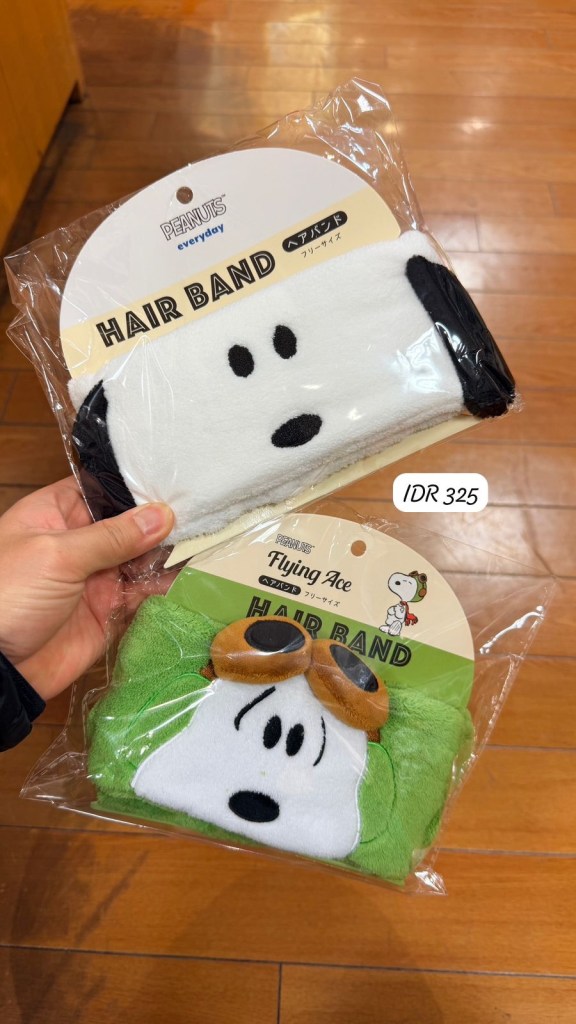 PEANUTS™
everyday
HAIR BAND
ヘアバンド
フリーサイズ
IDR 325
PEANUTS
Flying Ace
ヘアバンド フリーサイズ
HAIR BAND